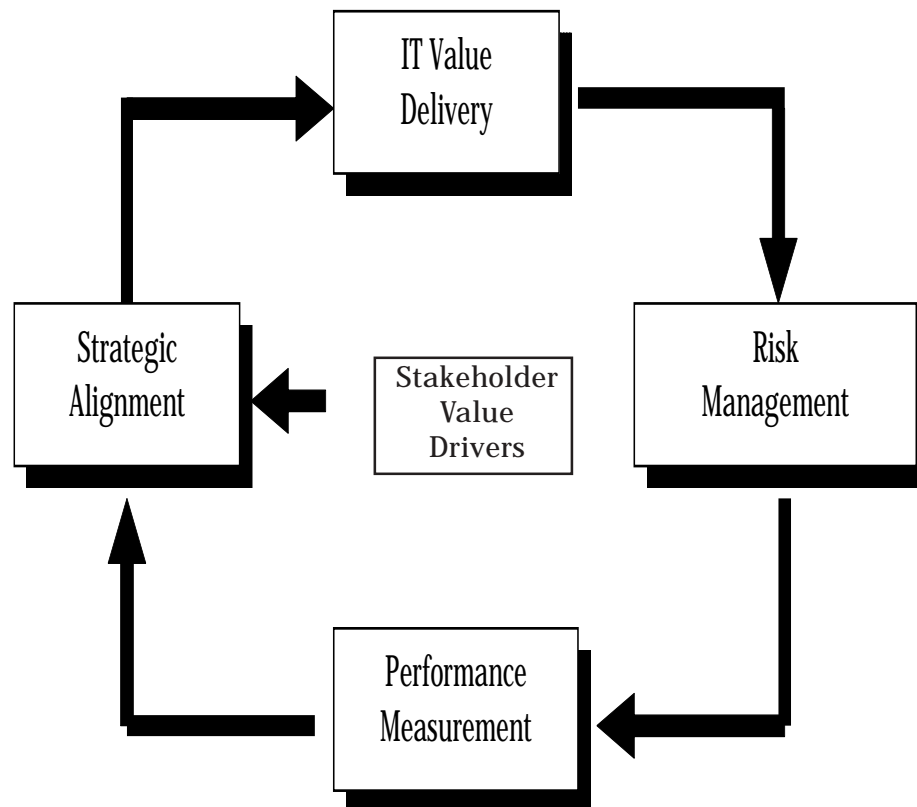 IT Value
Delivery
Strategic
Alignment
Stakeholder
Value
Drivers
Risk
Management
Performance
Measurement